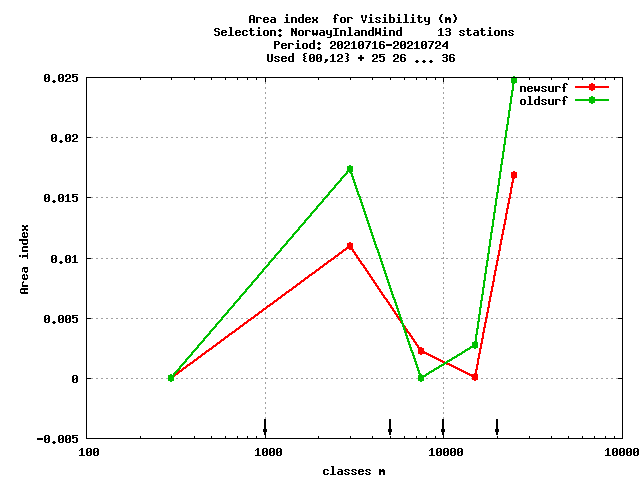 Area index  for Visibility (m)
Selection: NorwayInlandWind     13 stations
Period: 20210716-20210724
Used {00,12} + 25 26 ... 36
0.025
newsurf
oldsurf
0.02
0.015
Area index
0.01
0.005
0
-0.005
100 1000 10000 10000
classes m